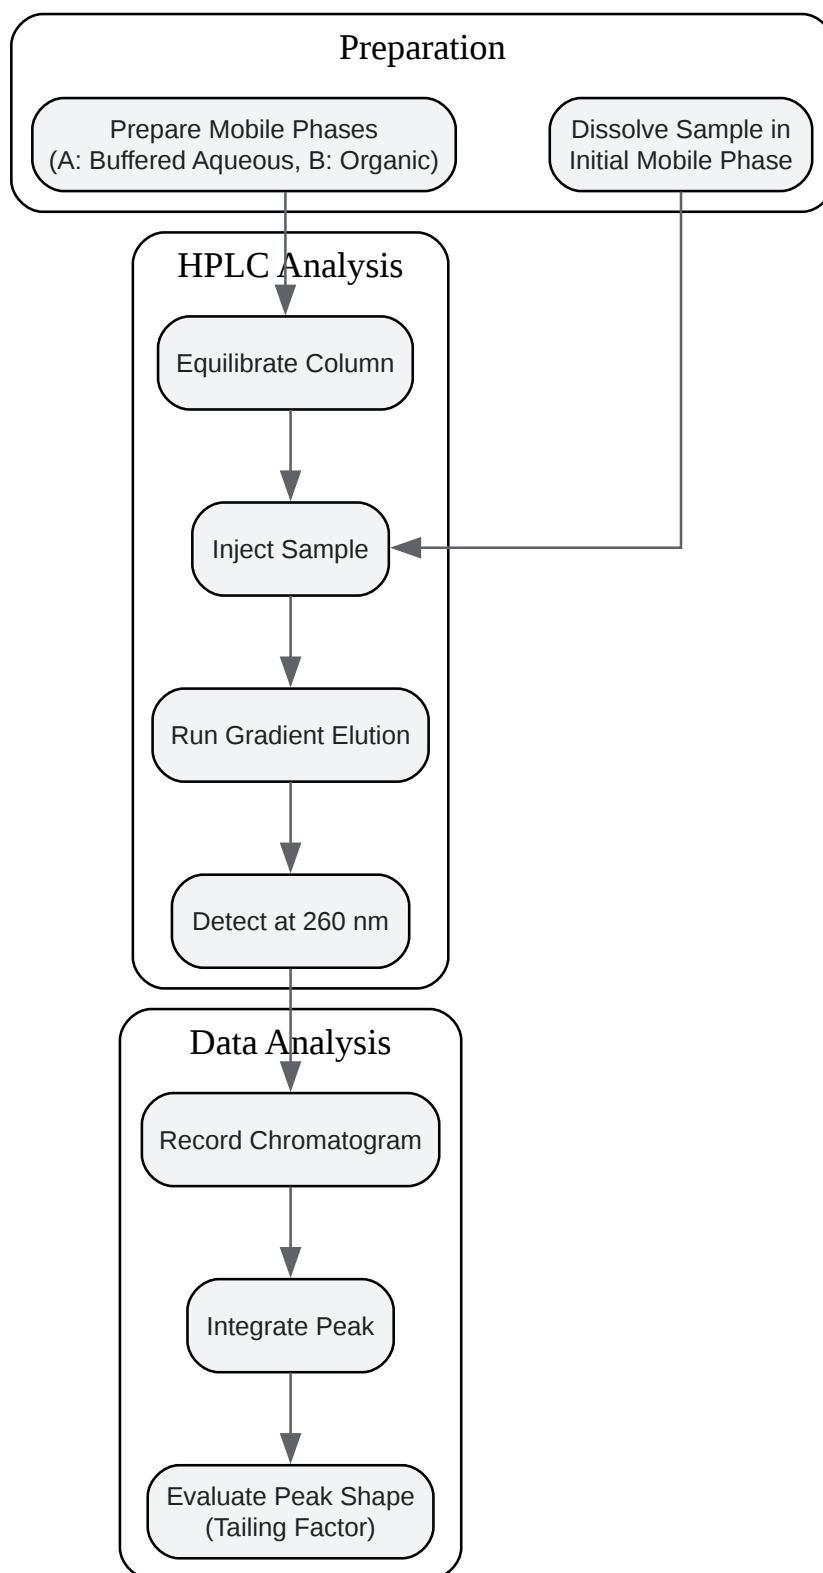 Preparation
Prepare Mobile Phases
(A: Buffered Aqueous, B: Organic)
Dissolve Sample in
Initial Mobile Phase
HPLC Analysis
Equilibrate Column
Inject Sample
Run Gradient Elution
Detect at 260 nm
Data Analysis
Record Chromatogram
Integrate Peak
Evaluate Peak Shape
(Tailing Factor)